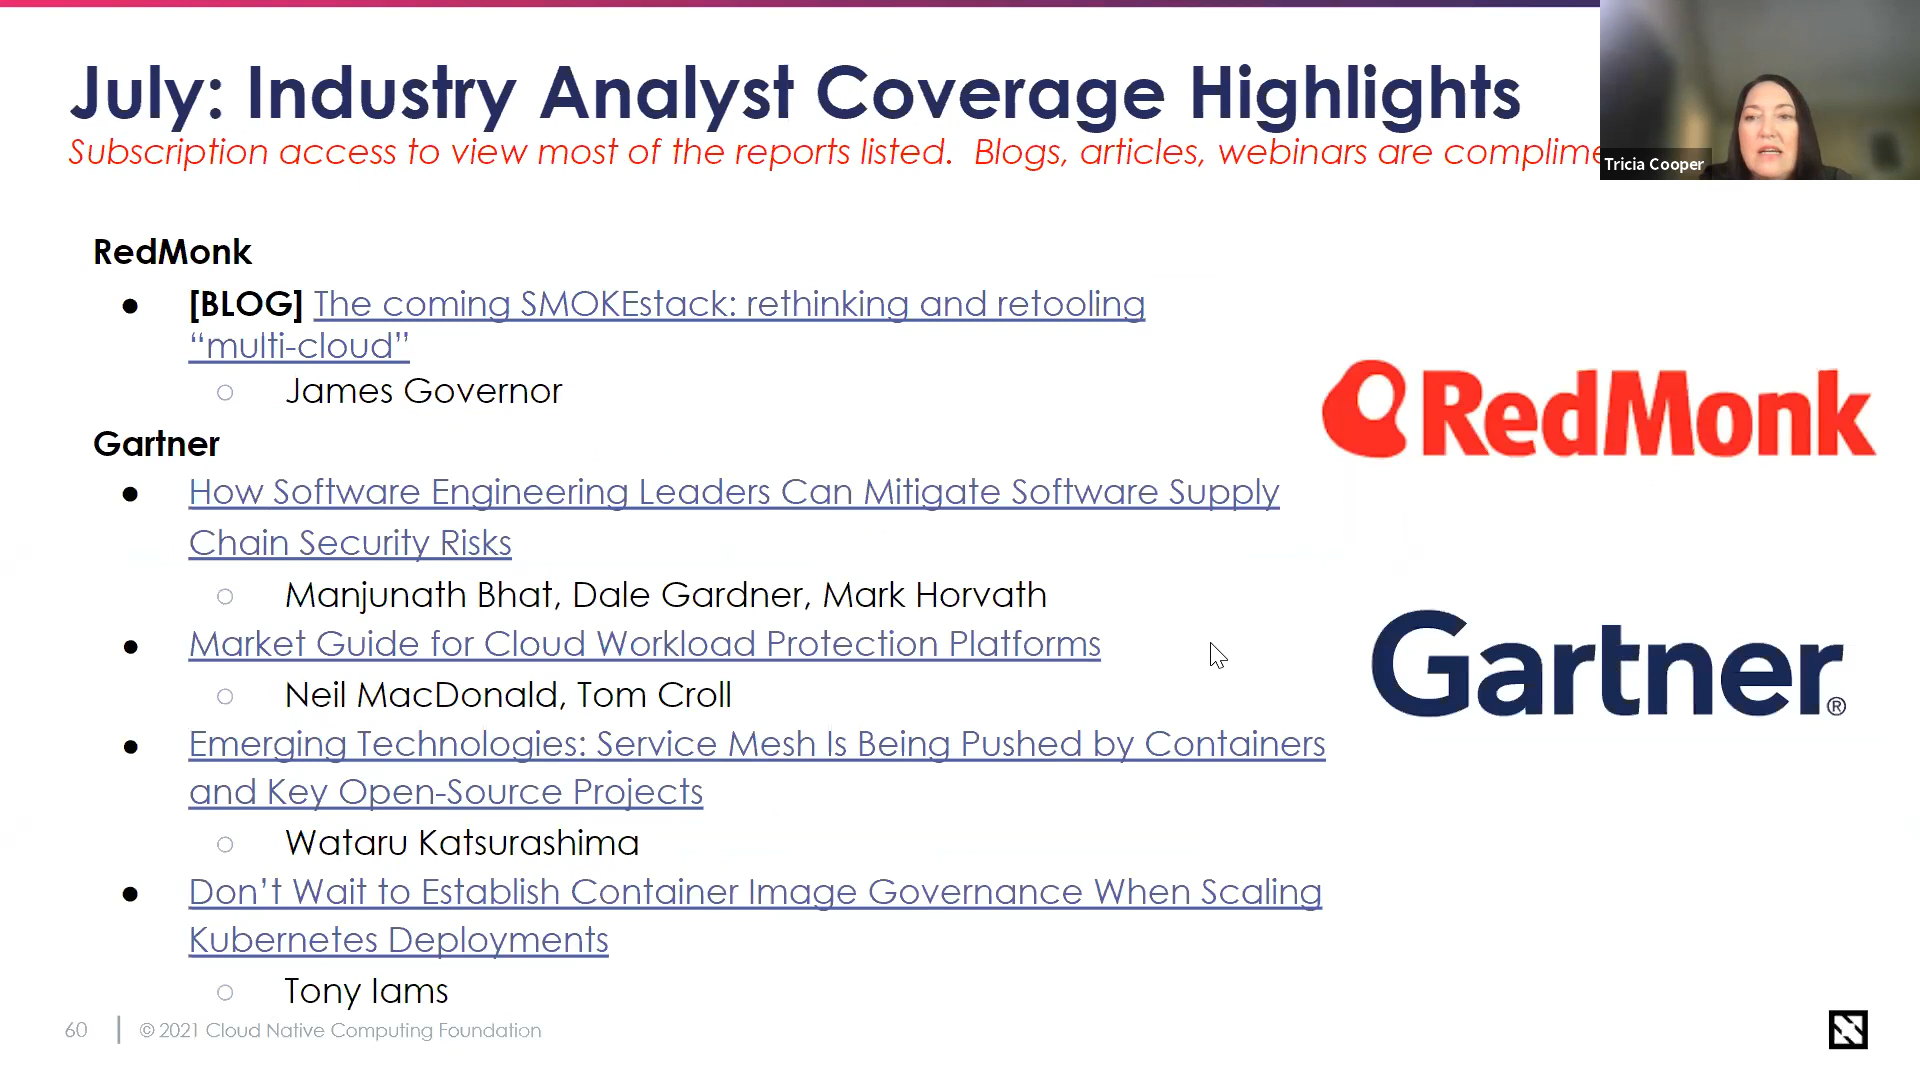 July: Industry Analyst Coverage Highlights
Subscription access to view most of the reports listed.  Blogs, articles, webinars are complime
Tricia Cooper
RedMonk
● [BLOG] The coming SMOKEstack: rethinking and retooling
“multi-cloud”
○ James Governor
Gartner
● How Software Engineering Leaders Can Mitigate Software Supply
Chain Security Risks
○ Manjunath Bhat, Dale Gardner, Mark Horvath
● Market Guide for Cloud Workload Protection Platforms
○ Neil MacDonald, Tom Croll
● Emerging Technologies: Service Mesh Is Being Pushed by Containers
and Key Open-Source Projects
○ Wataru Katsurashima
● Don’t Wait to Establish Container Image Governance When Scaling
Kubernetes Deployments
○ Tony Iams
RedMonk
Gartner®
60 | © 2021 Cloud Native Computing Foundation